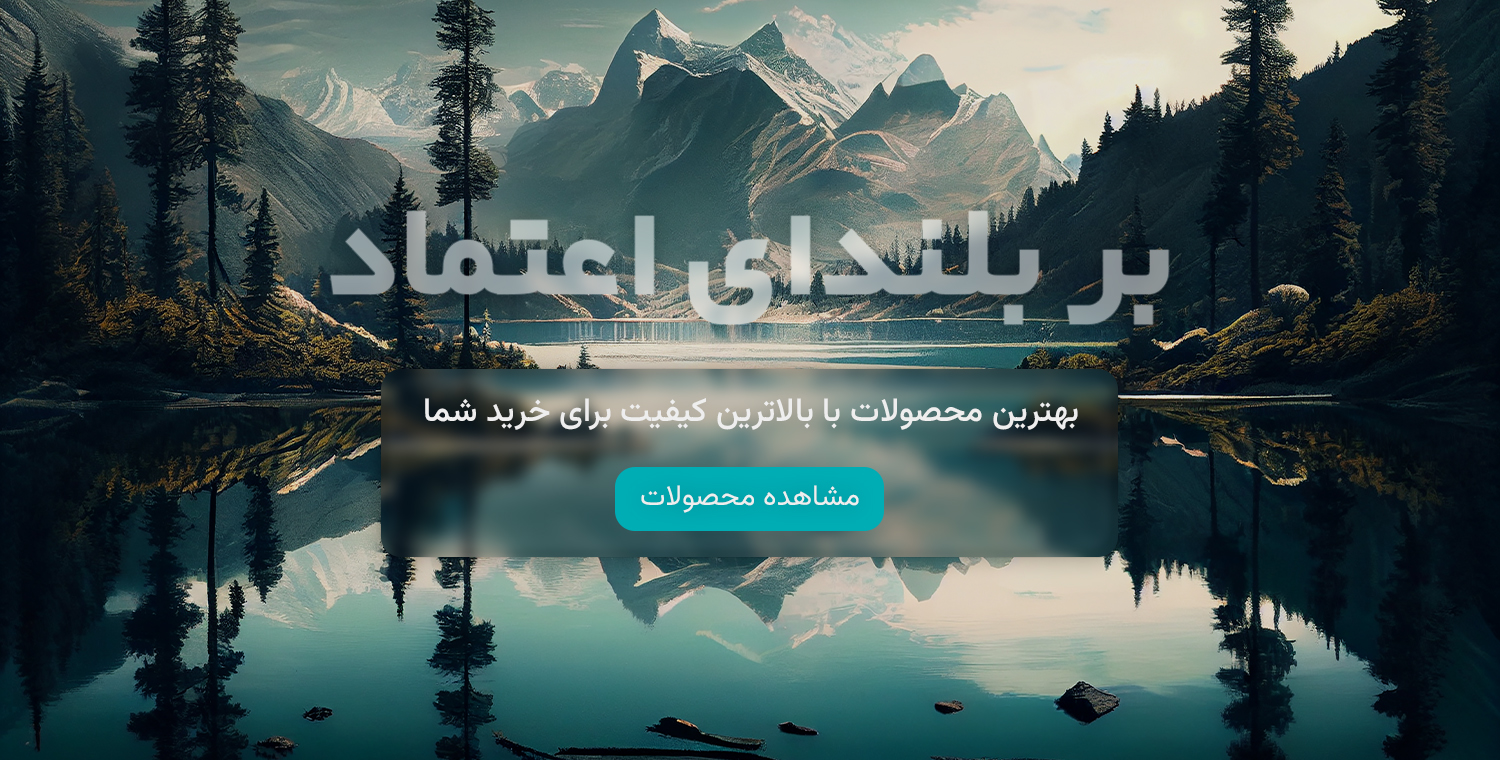 بر بلندای اعتماد
بهترین محصولات با بالاترین کیفیت برای خرید شما
مشاهده محصولات